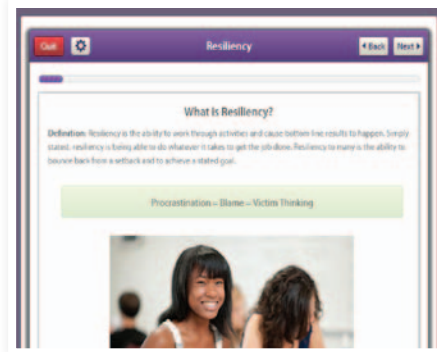 Quit
Resiliency
Back
Next
What is Resiliency?
Definition: Resiliency is the ability to work through activities and cause bottom line results to happen. Simply
stated, resiliency is being able to do whatever it takes to get the job done. Resiliency to many is the ability to
bounce back from a setback and to achieve a stated goal.
Procrastination – Blame – Victim Thinking